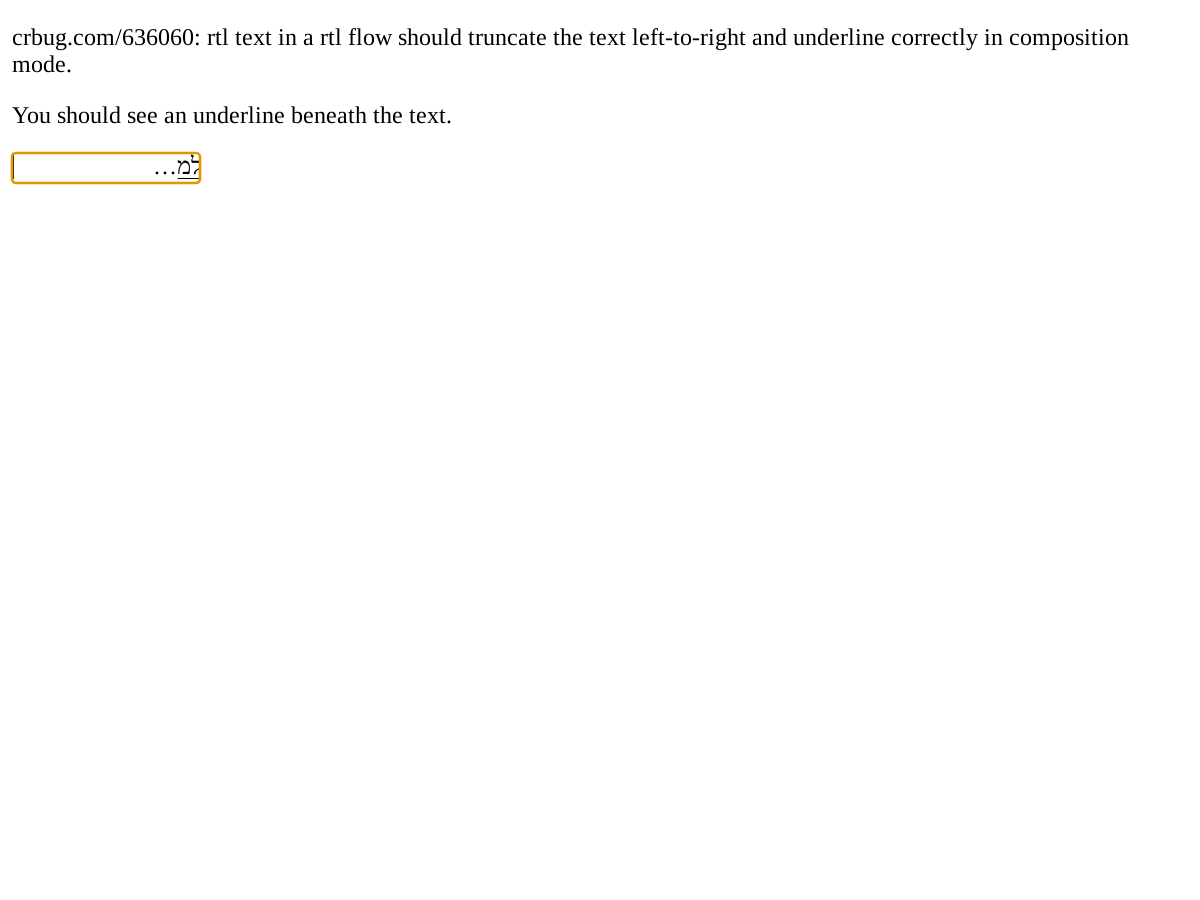 crbug.com/636060: rtl text in a rtl flow should truncate the text left-to-right and underline correctly in composition
mode.
You should see an underline beneath the text.
למ...